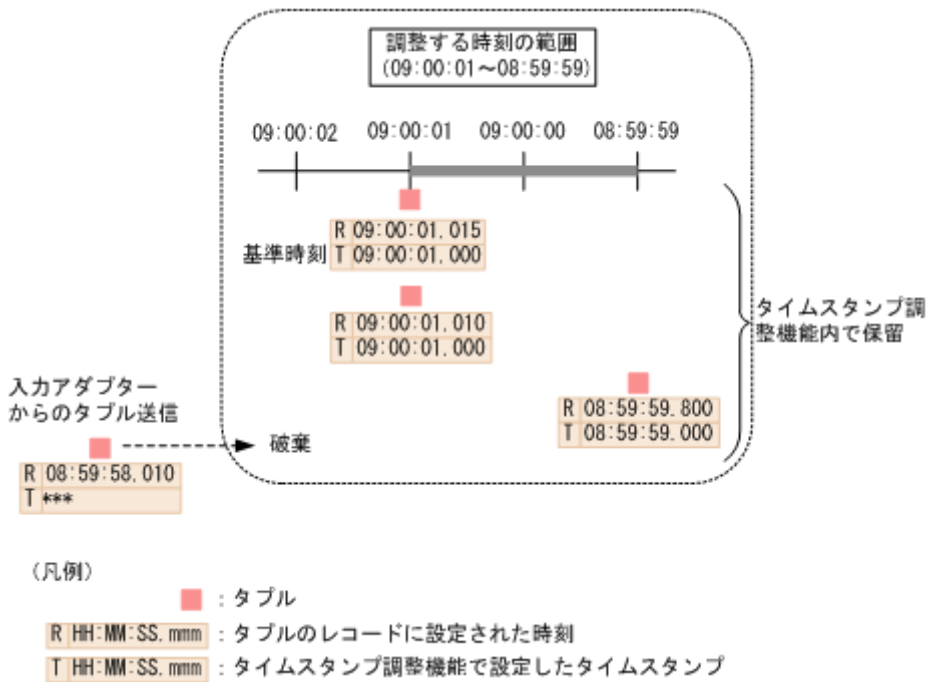 調整する時刻の範囲
(09:00:01～08:59:59)
09:00:02
09:00:01
09:00:00
08:59:59
R 09:00:01.015
基準時刻
T 09:00:01.000
R 09:00:01.010
T 09:00:01.000
タイムスタンプ調
整機能内で保留
R 08:59:59.800
T 08:59:59.000
入力アダプター
からのタプル送信
破棄
R 08:59:58.010
T ***
（凡例）
：タプル
R HH:MM:SS.mmm ：タプルのレコードに設定された時刻
T HH:MM:SS.mmm ：タイムスタンプ調整機能で設定したタイムスタンプ